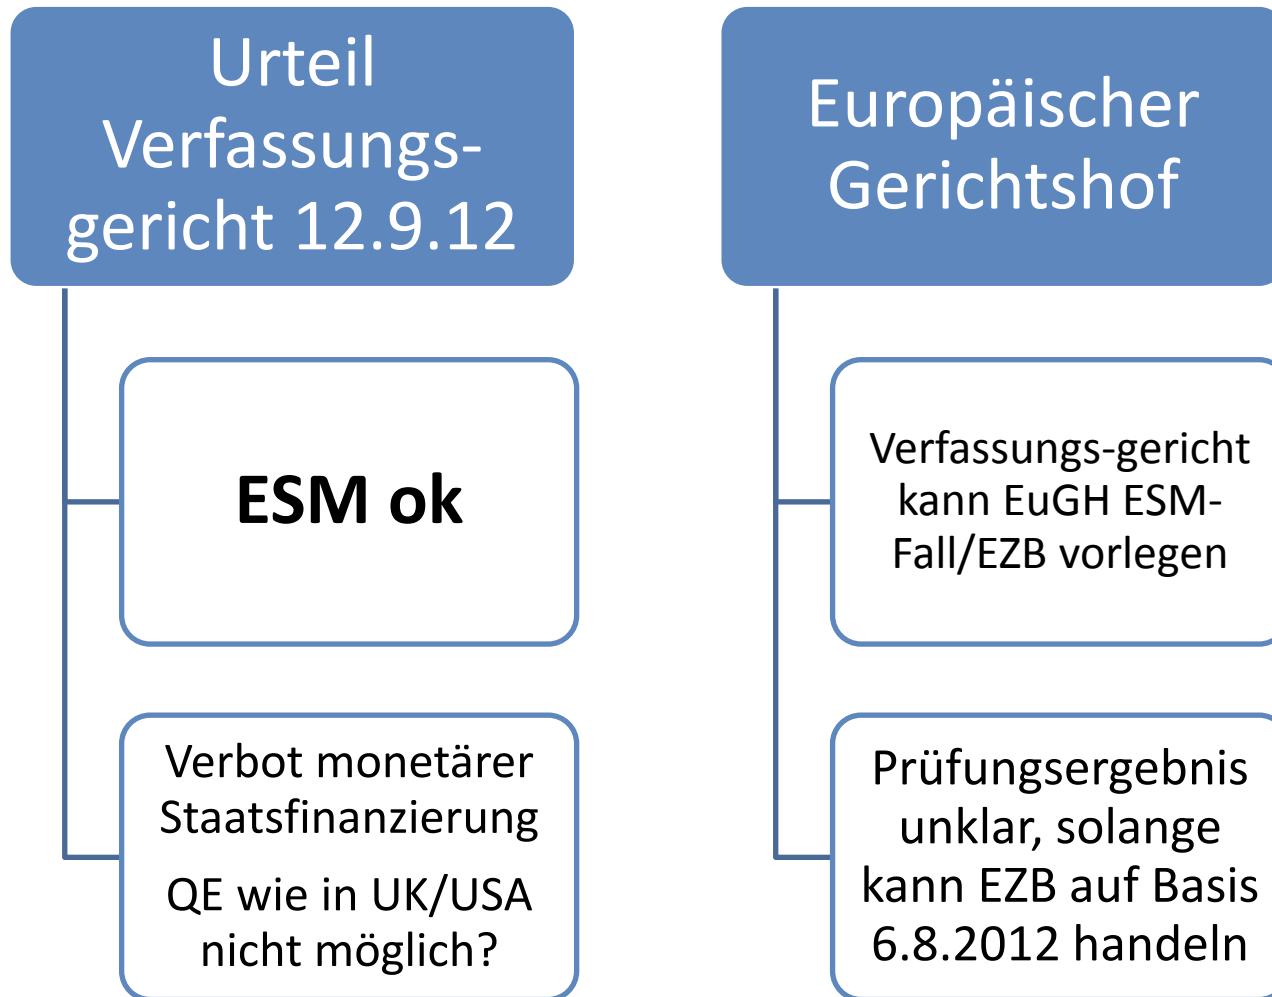 Urteil
Verfassungs-
gericht 12.9.12
ESM ok
Verbot monetärer
Staatsfinanzierung
QE wie in UK/USA
nicht möglich?
Europäischer
Gerichtshof
Verfassungs-gericht
kann EuGH ESM-
Fall/EZB vorlegen
Prüfungsergebnis
unklar, solange
kann EZB auf Basis
6.8.2012 handeln